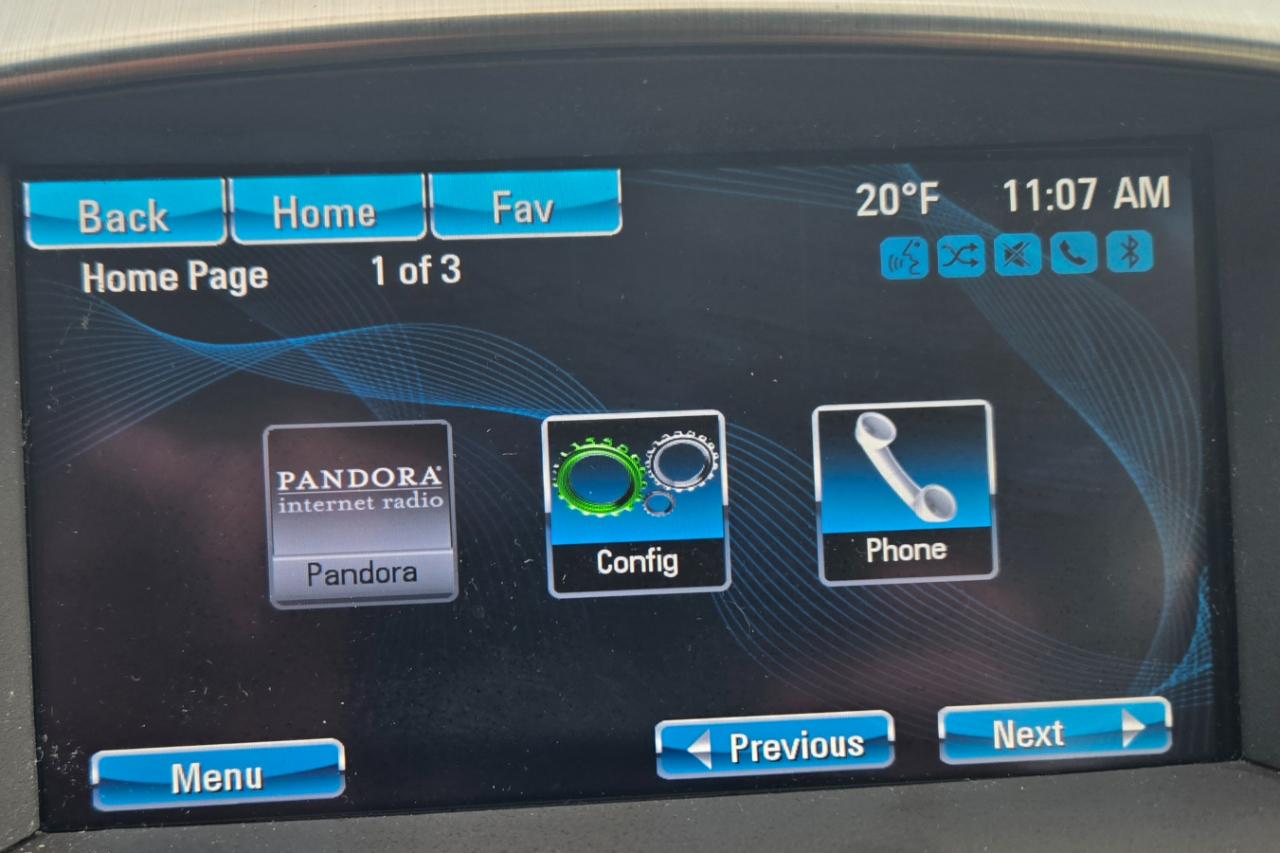 Back Home Fav
20°F 11:07 AM
Home Page 1 of 3
PANDORA®
internet radio
Pandora
Config
Phone
Menu
Previous
Next